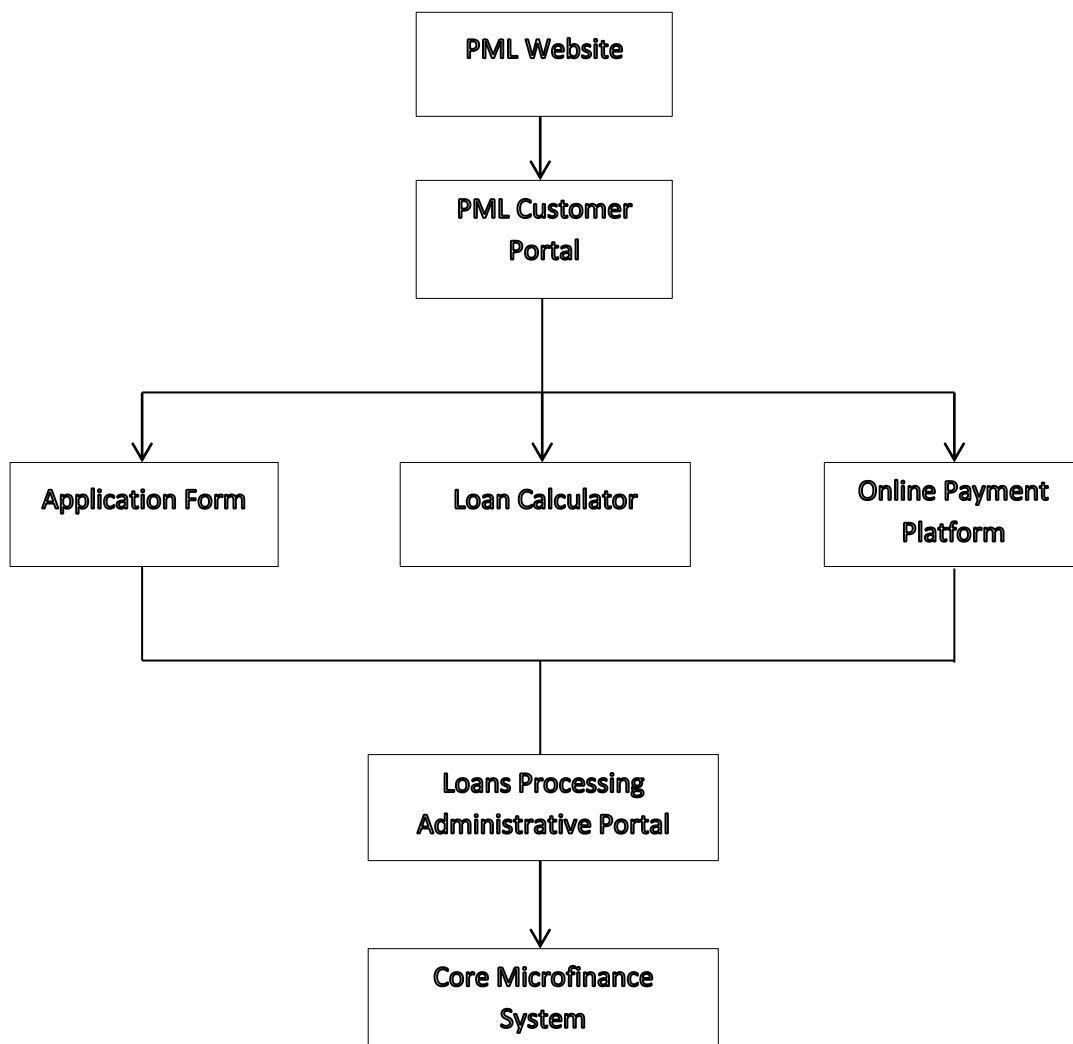 PML Website
PML Customer
Portal
Application Form
Loan Calculator
Online Payment
Platform
Loans Processing
Administrative Portal
Core Microfinance
System